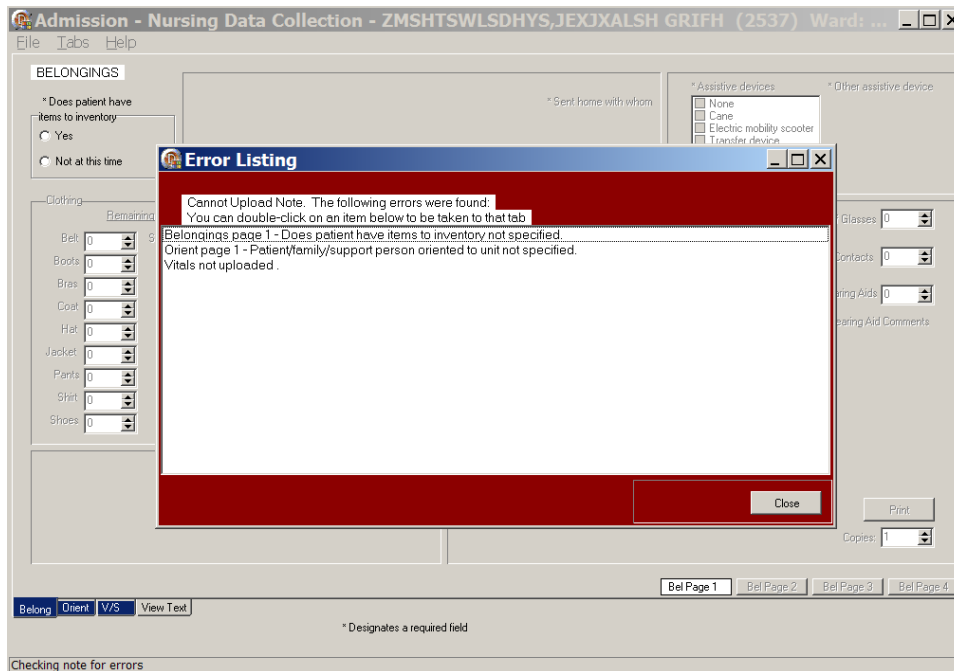 Admission - Nursing Data Collection - ZMSHTSWLSDHYS,JEXJXALSH GRIFH (2537) Ward: ...
File Tabs Help
BELONGINGS
* Does patient have
items to inventory
Yes
Not at this time
* Sent home with whom
* Assistive devices
* Other assistive device
None
Cane
Electric mobility scooter
Transfer device
Error Listing
Cannot Upload Note. The following errors were found:
You can double-click on an item below to be taken to that tab
Belongings page 1 - Does patient have items to inventory not specified.
Orient page 1 - Patient/family/support person oriented to unit not specified.
Vitals not uploaded .
Close
Clothing
Remaining
Belt 0 S
Boots 0
Bras 0
Coat 0
Hat 0
Jacket 0
Pants 0
Shirt 0
Shoes 0
* Glasses 0
Contacts 0
aring Aids 0
earing Aid Comments
Print
Copies: 1
Bel Page 1 Bel Page 2 Bel Page 3 Bel Page 4
Belong Orient V/S View Text
* Designates a required field
Checking note for errors